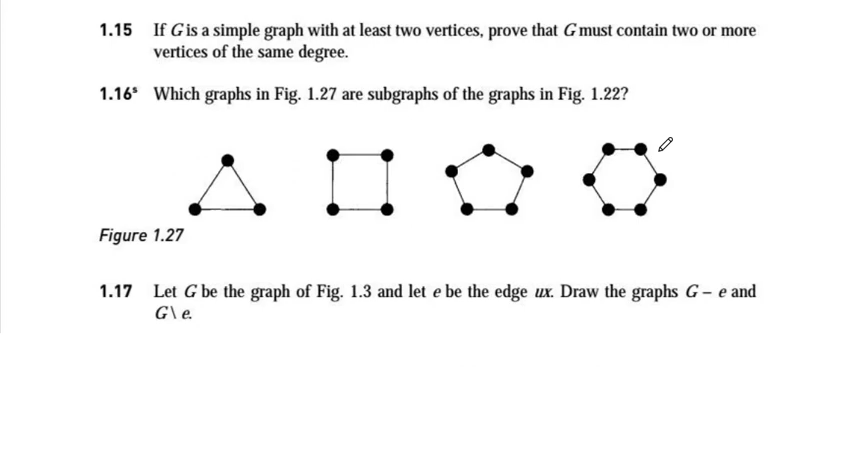 1.15 If G is a simple graph with at least two vertices, prove that G must contain two or more
vertices of the same degree.
1.16ˢ Which graphs in Fig. 1.27 are subgraphs of the graphs in Fig. 1.22?
Figure 1.27
1.17 Let G be the graph of Fig. 1.3 and let e be the edge ux. Draw the graphs G – e and
G\ e.